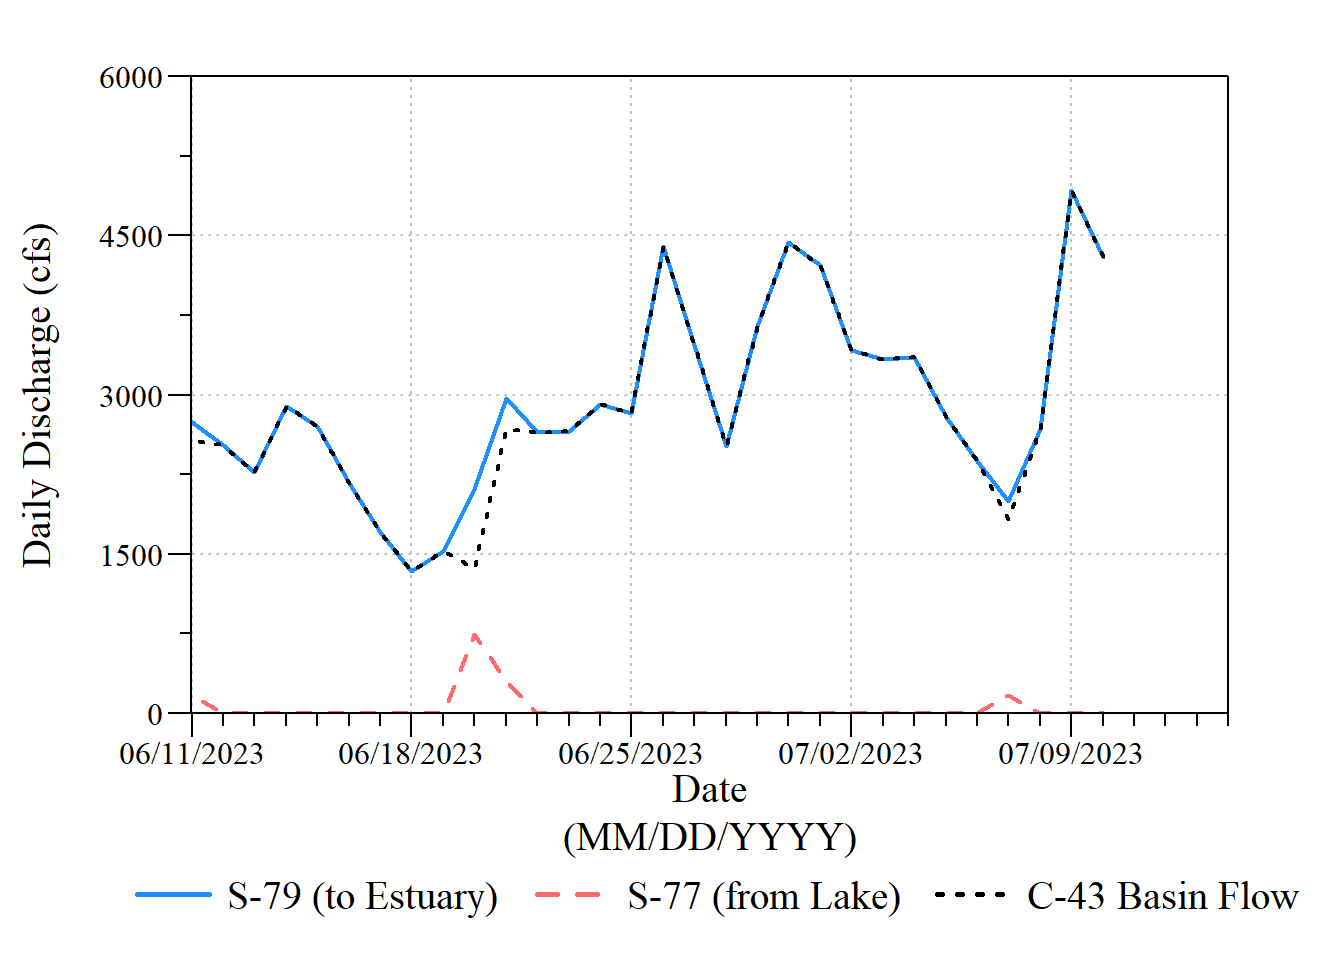 6000
4500
3000
1500
0
Daily Discharge (cfs)
06/11/2023 06/18/2023 06/25/2023 07/02/2023 07/09/2023
Date
(MM/DD/YYYY)
S-79 (to Estuary) S-77 (from Lake) C-43 Basin Flow